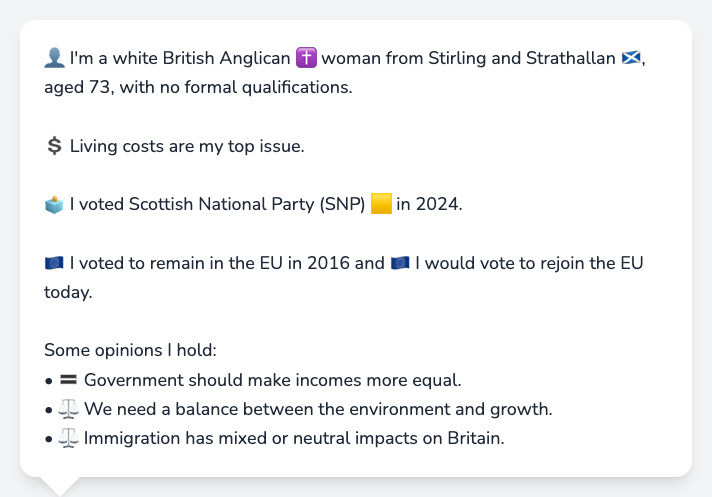 👤 I'm a white British Anglican ✝️ woman from Stirling and Strathallan 🏴󠁧󠁢󠁳󠁣󠁴󠁿,
aged 73, with no formal qualifications.
💲 Living costs are my top issue.
🗳️ I voted Scottish National Party (SNP) 🟨 in 2024.
🇪🇺 I voted to remain in the EU in 2016 and 🇪🇺 I would vote to rejoin the EU
today.
Some opinions I hold:
• 🟰 Government should make incomes more equal.
• ⚖️ We need a balance between the environment and growth.
• ⚖️ Immigration has mixed or neutral impacts on Britain.